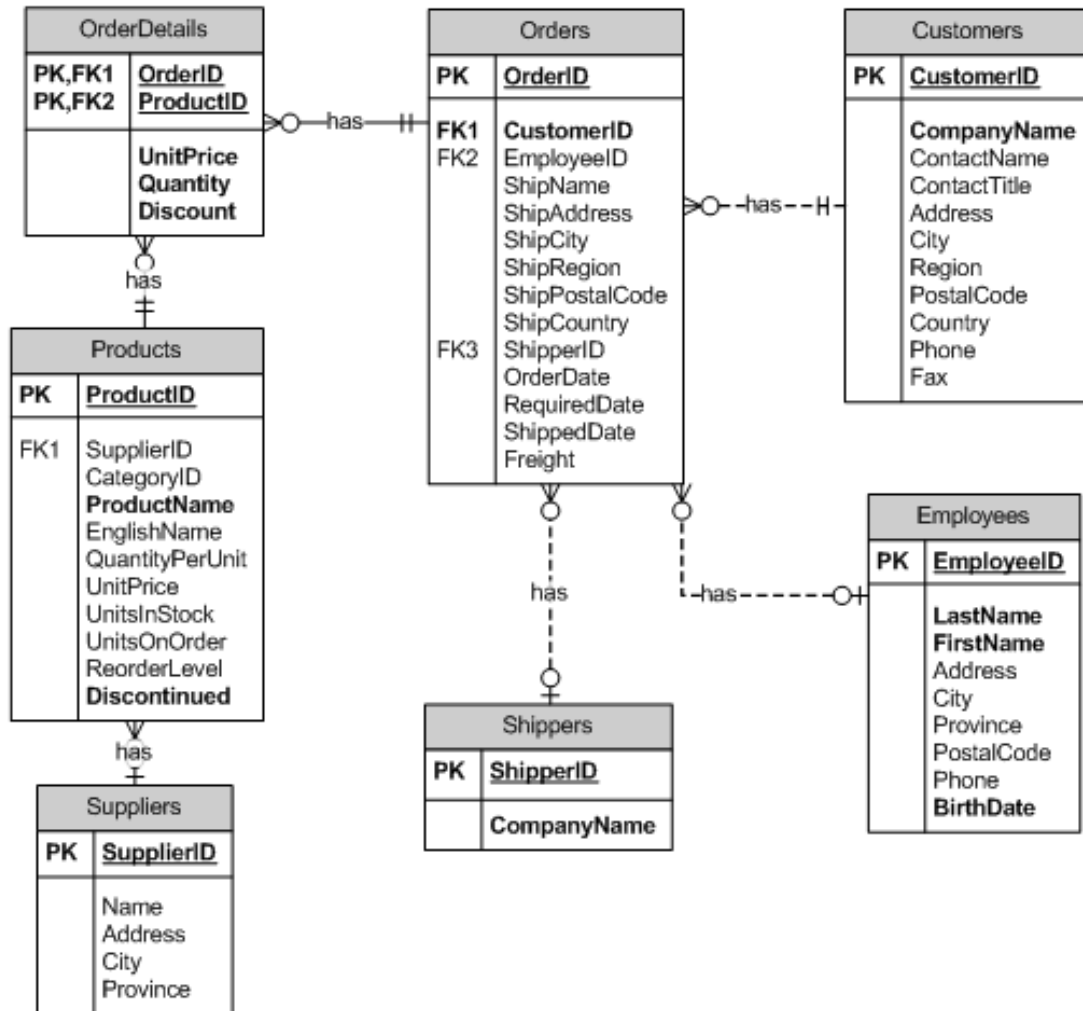 OrderDetails
PK,FK1 OrderID
PK,FK2 ProductID
UnitPrice
Quantity
Discount
has
Orders
PK OrderID
FK1 CustomerID
FK2 EmployeeID
ShipName
ShipAddress
ShipCity
ShipRegion
ShipPostalCode
ShipCountry
FK3 ShipperID
OrderDate
RequiredDate
ShippedDate
Freight
has
Customers
PK CustomerID
CompanyName
ContactName
ContactTitle
Address
City
Region
PostalCode
Country
Phone
Fax
has
Products
PK ProductID
FK1 SupplierID
CategoryID
ProductName
EnglishName
QuantityPerUnit
UnitPrice
UnitsInStock
UnitsOnOrder
ReorderLevel
Discontinued
has
has
Employees
PK EmployeeID
LastName
FirstName
Address
City
Province
PostalCode
Phone
BirthDate
has
Shippers
PK ShipperID
CompanyName
Suppliers
PK SupplierID
Name
Address
City
Province